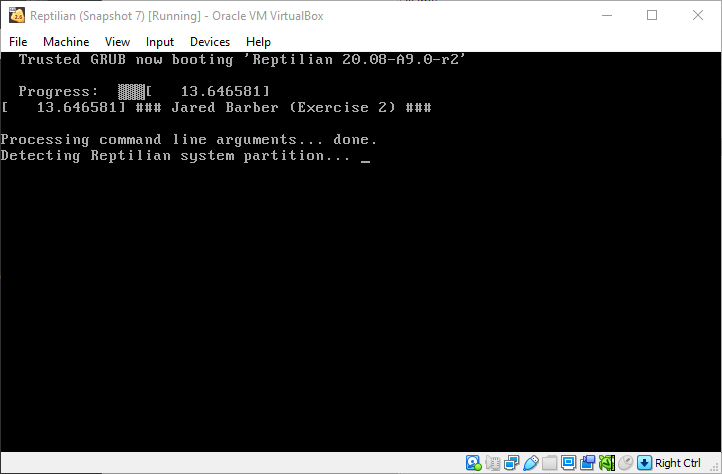 Reptilian (Snapshot 7) [Running] - Oracle VM VirtualBox
File Machine View Input Devices Help
Trusted GRUB now booting 'Reptilian 20.08-A9.0-r2'
Progress: ▒▒▒[ 13.646581]
[ 13.646581] ### Jared Barber (Exercise 2) ###
Processing command line arguments... done.
Detecting Reptilian system partition... _
Right Ctrl